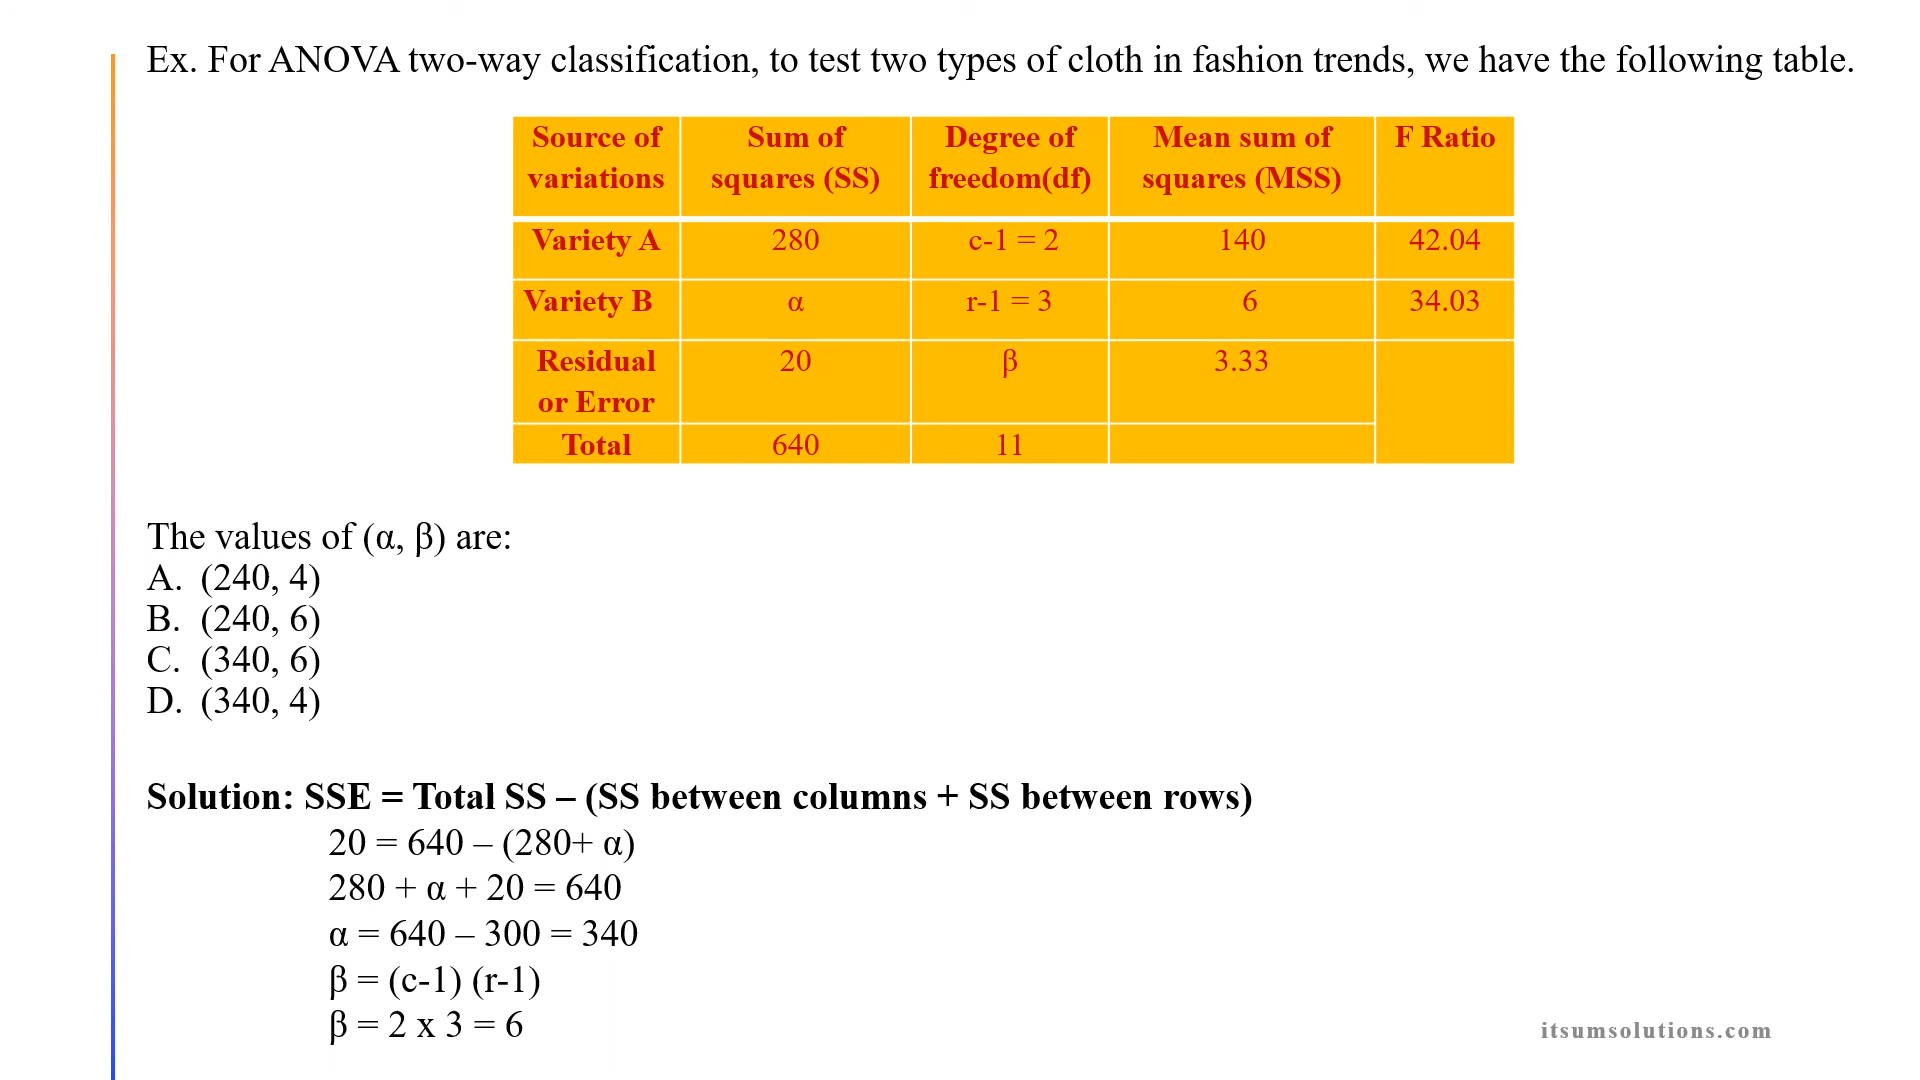 Ex. For ANOVA two-way classification, to test two types of cloth in fashion trends, we have the following table.
Source of variations Sum of squares (SS) Degree of freedom(df) Mean sum of squares (MSS) F Ratio
Variety A 280 c-1 = 2 140 42.04
Variety B α r-1 = 3 6 34.03
Residual or Error 20 β 3.33
Total 640 11
The values of (α, β) are:
A. (240, 4)
B. (240, 6)
C. (340, 6)
D. (340, 4)
Solution: SSE = Total SS – (SS between columns + SS between rows)
20 = 640 – (280+ α)
280 + α + 20 = 640
α = 640 – 300 = 340
β = (c-1) (r-1)
β = 2 x 3 = 6
itsumsolutions.com